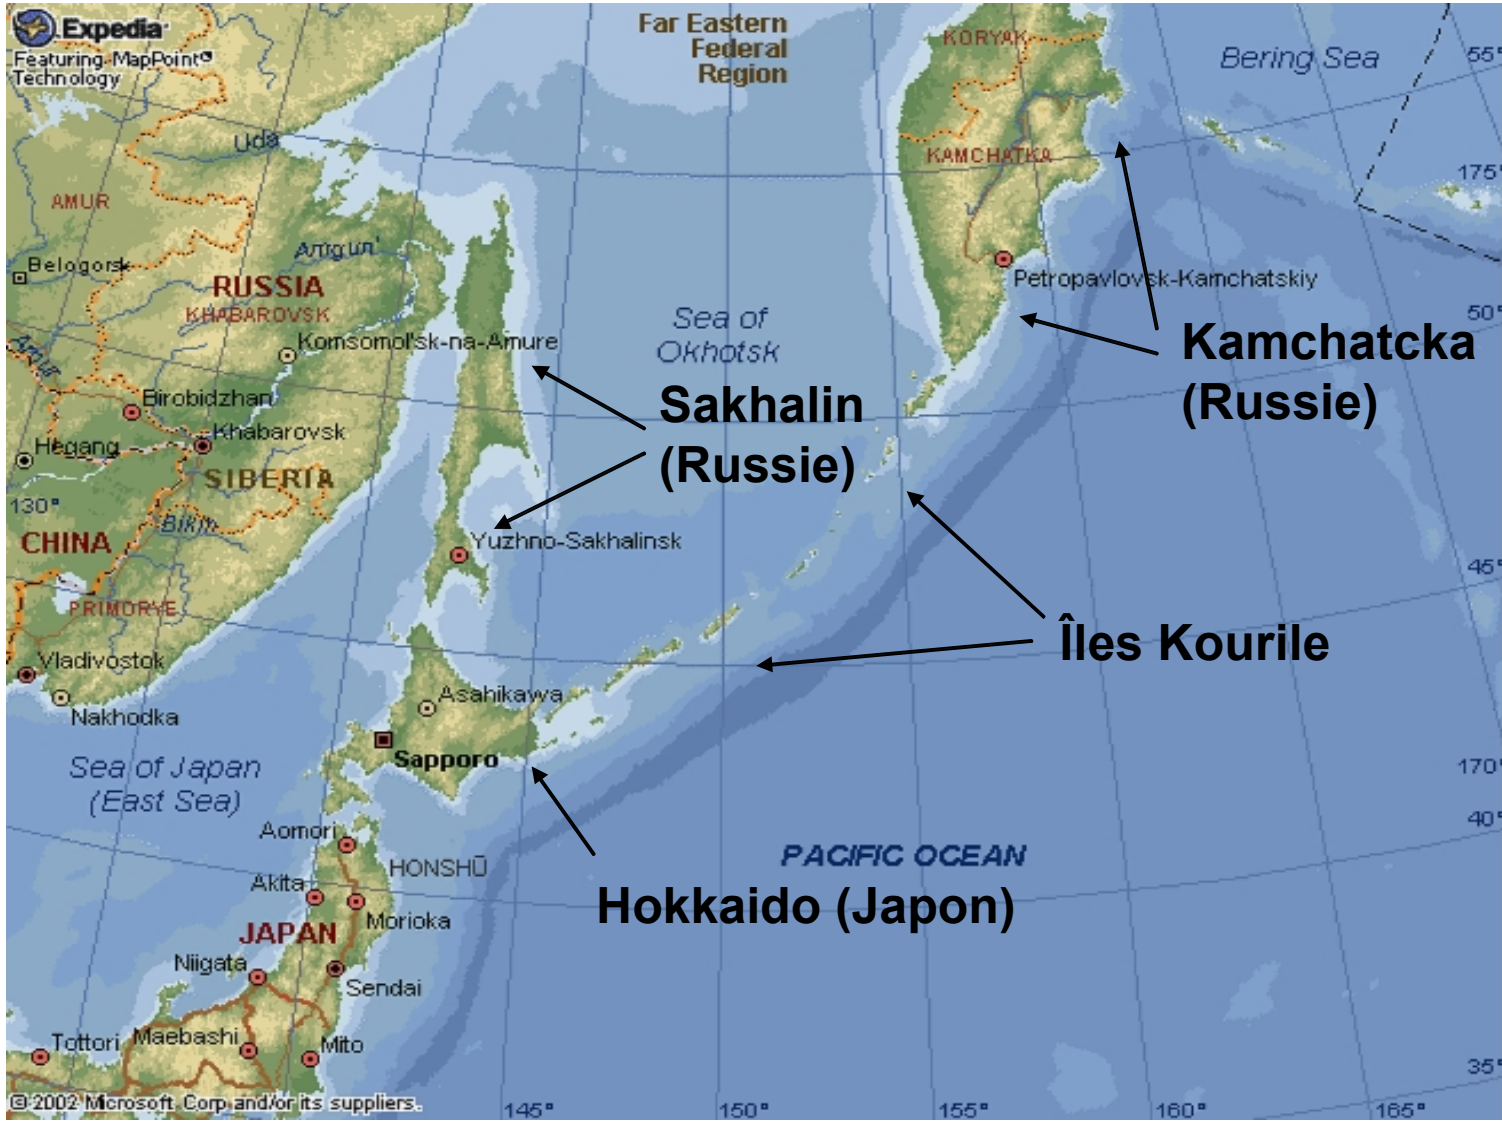 Expedia
Featuring MapPoint®
Technology
Far Eastern
Federal
Region
KORYAK
Bering Sea
55°
Uda
KAMCHATKA
175°
AMUR
Amgun'
Belogorsk
RUSSIA
KHABAROVSK
Petropavlovsk-Kamchatskiy
50°
Sea of
Okhotsk
Komsomol'sk-na-Amure
Amur
Kamchatcka
(Russie)
Sakhalin
(Russie)
Birobidzhan
Khabarovsk
Hegang
SIBERIA
130°
Bikin
CHINA
Yuzhno-Sakhalinsk
45°
PRIMORYE
Îles Kourile
Vladivostok
Nakhodka
Asahikawa
Sapporo
Sea of Japan
(East Sea)
170°
40°
Aomori
HONSHŪ
PACIFIC OCEAN
Akita
Hokkaido (Japon)
Morioka
JAPAN
Niigata
Sendai
Tottori
Maebashi
Mito
35°
© 2002 Microsoft Corp and/or its suppliers.
145°
150°
155°
160°
165°